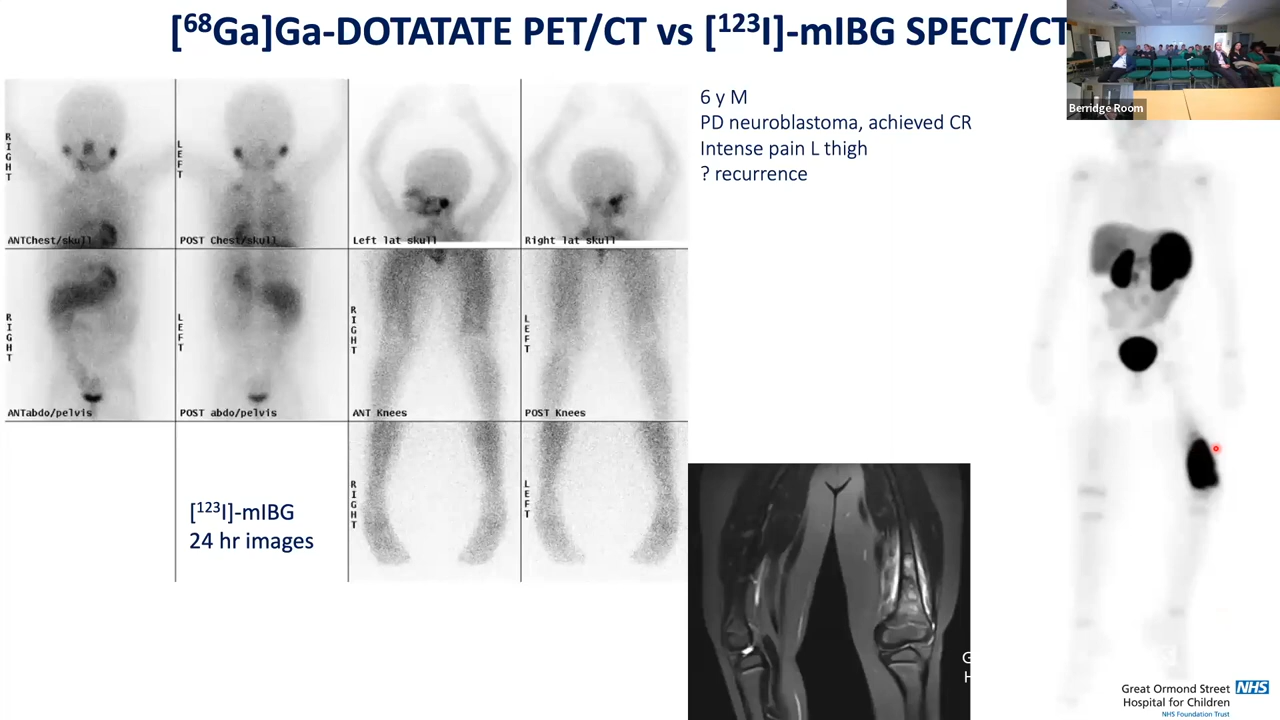 [⁶⁸Ga]Ga-DOTATATE PET/CT vs [¹²³I]-mIBG SPECT/CT
Berridge Room
6 y M
PD neuroblastoma, achieved CR
Intense pain L thigh
? recurrence
RIGHT
ANTChest/skull
LEFT
POST Chest/skull
Left lat skull
Right lat skull
RIGHT
ANTabdo/pelvis
LEFT
POST abdo/pelvis
RIGHT
ANT Knees
LEFT
POST Knees
[¹²³I]-mIBG
24 hr images
RIGHT
LEFT
G
H
Great Ormond Street NHS
Hospital for Children
NHS Foundation Trust